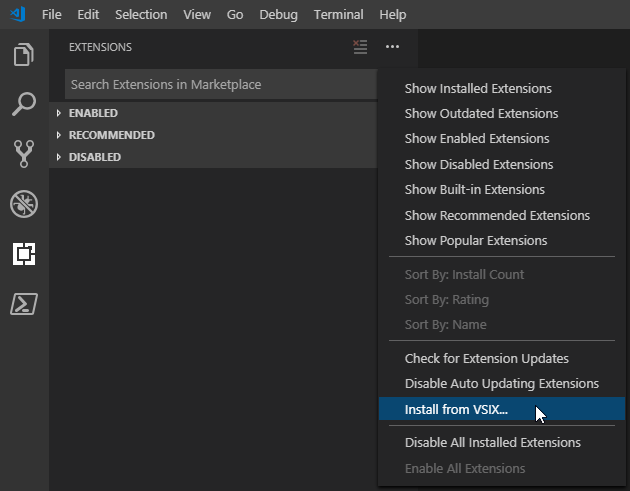 File Edit Selection View Go Debug Terminal Help
EXTENSIONS
Search Extensions in Marketplace
ENABLED
RECOMMENDED
DISABLED
Show Installed Extensions
Show Outdated Extensions
Show Enabled Extensions
Show Disabled Extensions
Show Built-in Extensions
Show Recommended Extensions
Show Popular Extensions
Sort By: Install Count
Sort By: Rating
Sort By: Name
Check for Extension Updates
Disable Auto Updating Extensions
Install from VSIX...
Disable All Installed Extensions
Enable All Extensions